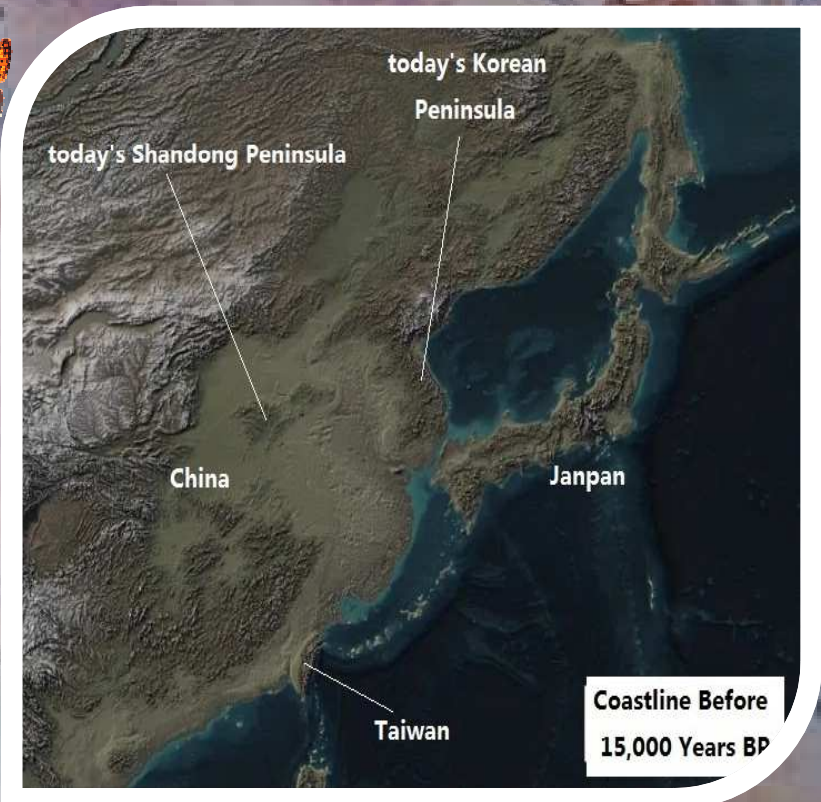 today's Korean
Peninsula
today's Shandong Peninsula
China
Janpan
Taiwan
Coastline Before
15,000 Years BP